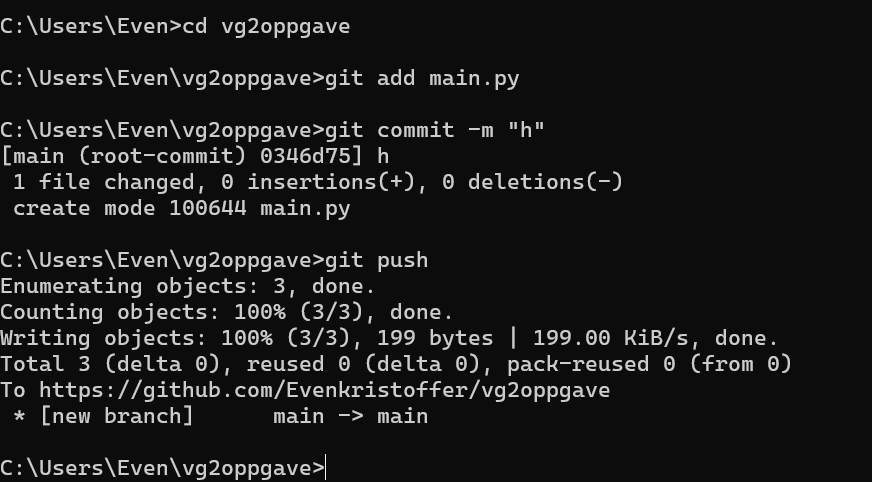 C:\Users\Even>cd vg2oppgave
C:\Users\Even\vg2oppgave>git add main.py
C:\Users\Even\vg2oppgave>git commit -m "h"
[main (root-commit) 0346d75] h
 1 file changed, 0 insertions(+), 0 deletions(-)
 create mode 100644 main.py
C:\Users\Even\vg2oppgave>git push
Enumerating objects: 3, done.
Counting objects: 100% (3/3), done.
Writing objects: 100% (3/3), 199 bytes | 199.00 KiB/s, done.
Total 3 (delta 0), reused 0 (delta 0), pack-reused 0 (from 0)
To https://github.com/Evenkristoffer/vg2oppgave
 * [new branch]      main -> main
C:\Users\Even\vg2oppgave>